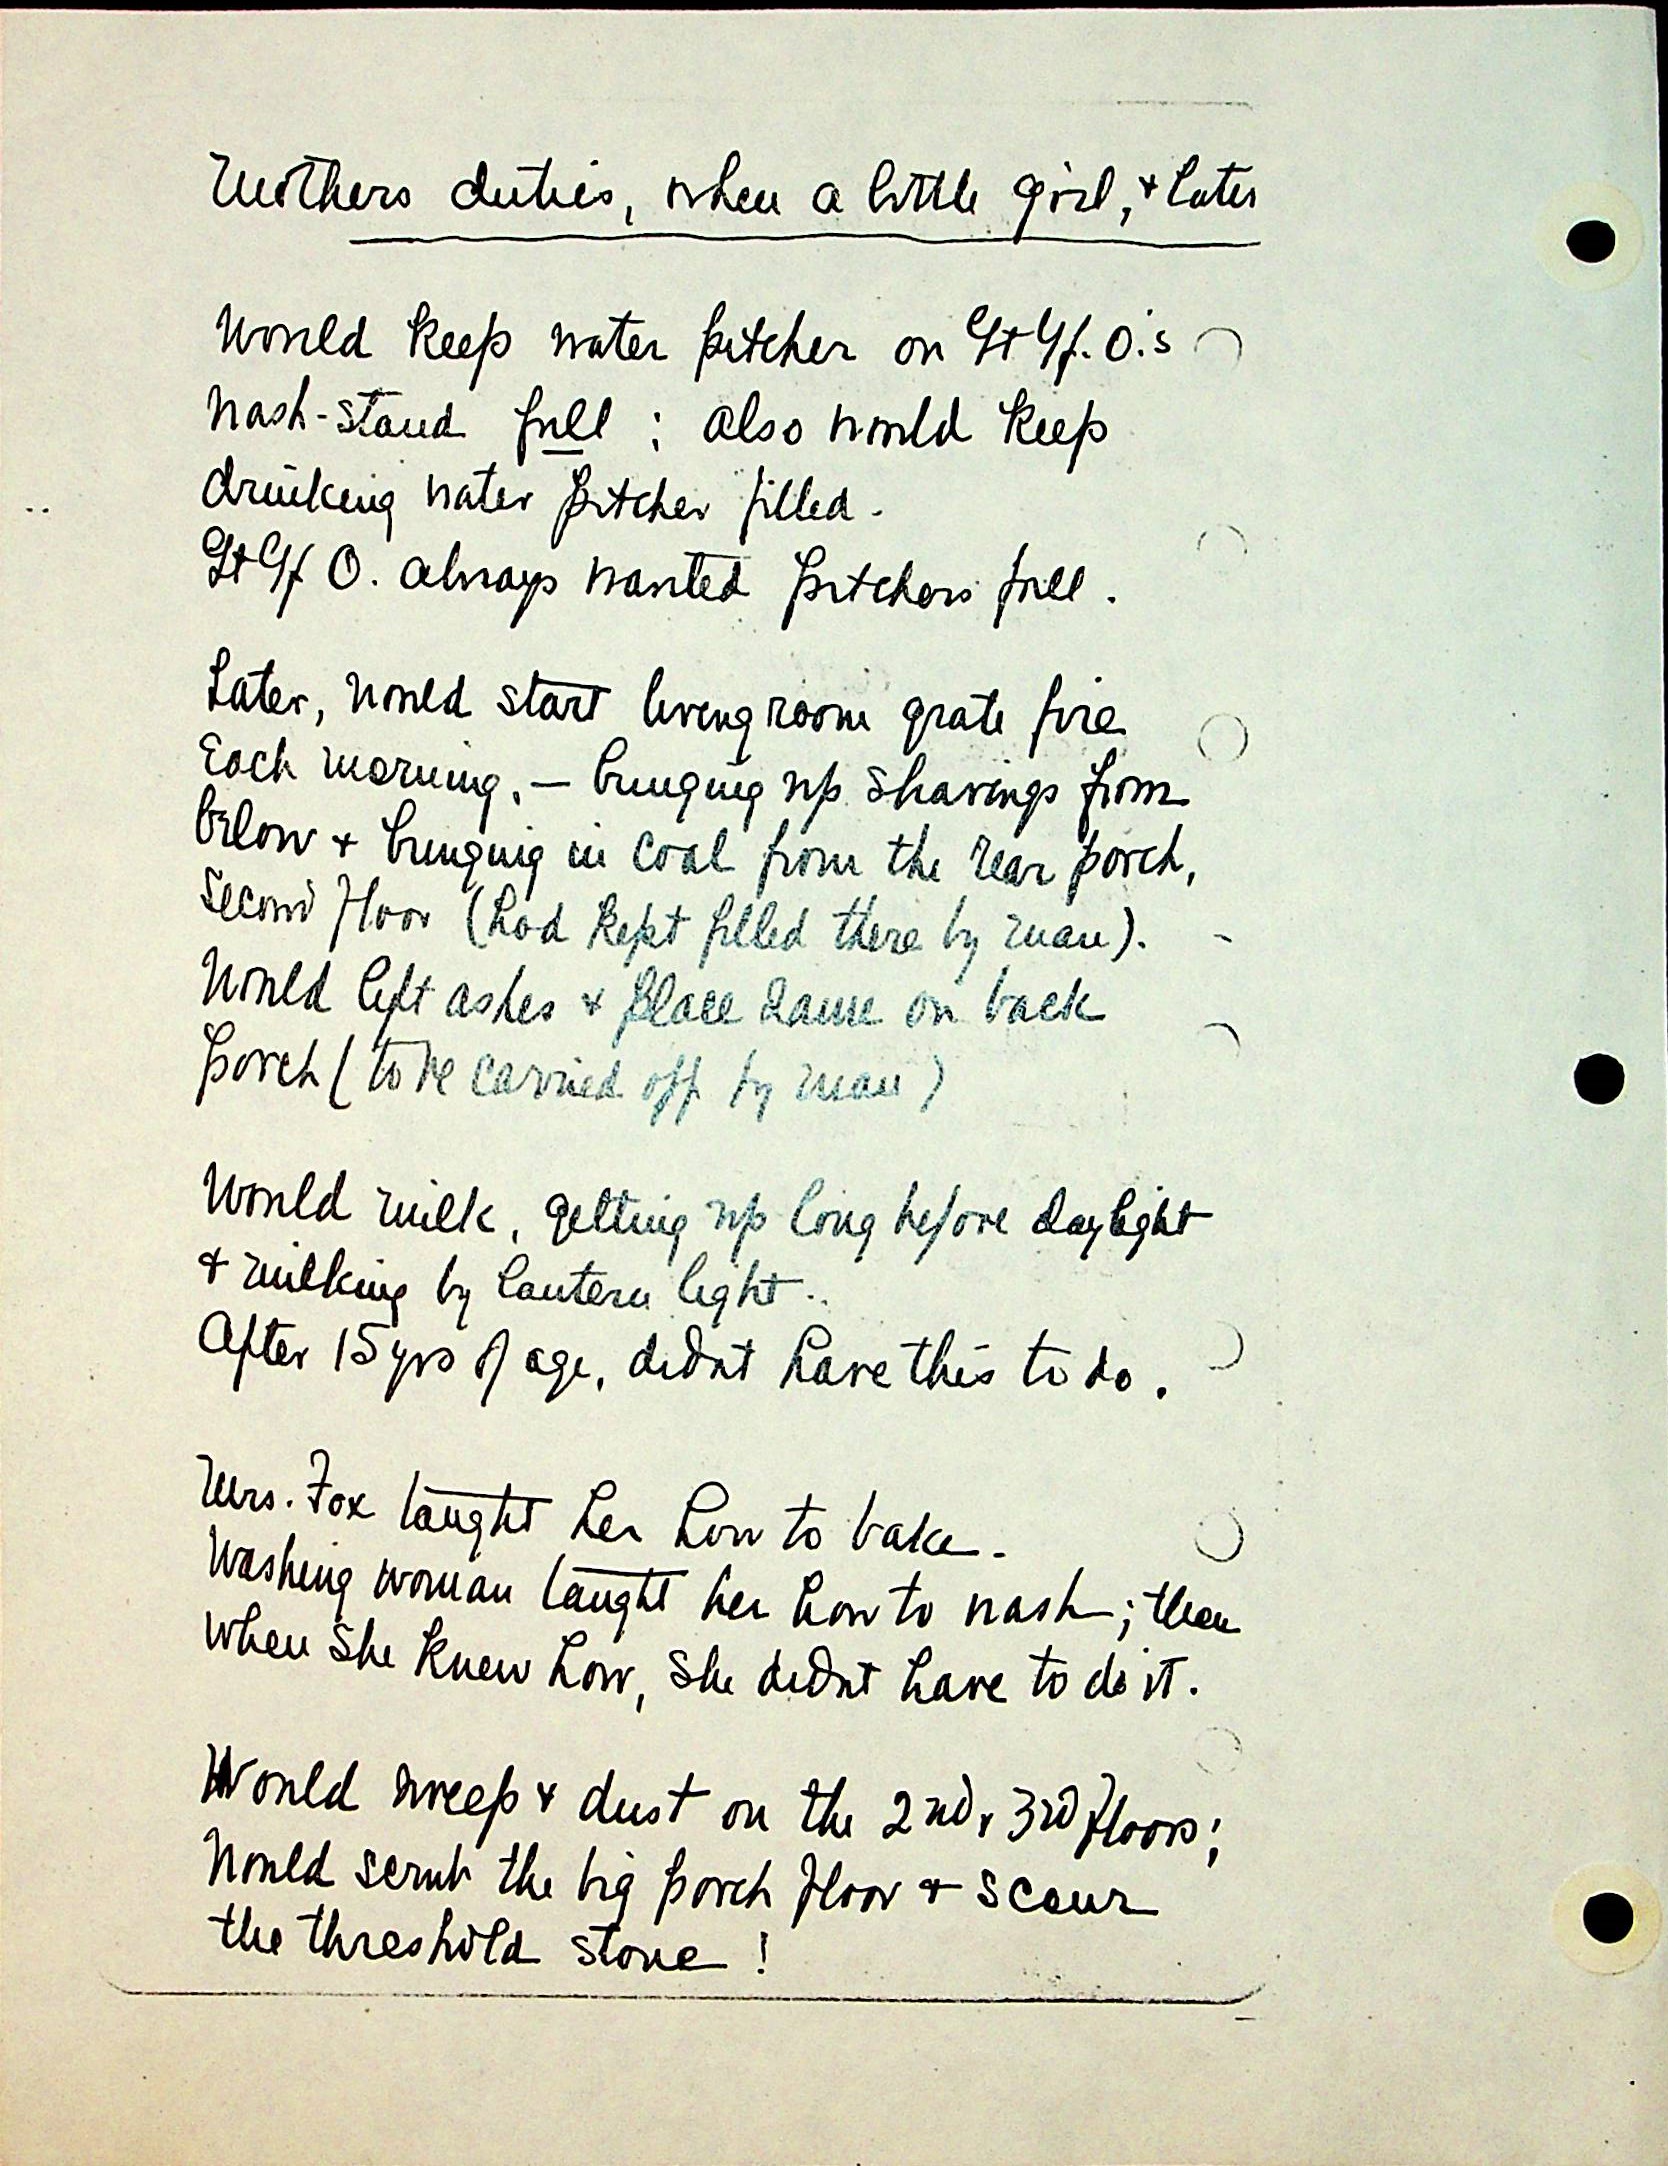 Mothers duties, when a little girl, + later
Would keep water pitcher on Gt Gf. O.'s
wash-stand full ; also would keep
drinking water pitcher filled.
Gt Gf O. always wanted pitchers full.
Later, would start livingroom grate fire
Each morning, — bringing up shavings from
below + bringing in coal from the rear porch,
Second floor (hod kept filled there by man).
Would lift ashes + place same on back
porch (to be carried off by man)
Would milk, getting up long before daylight
+ milking by lantern light..
After 15 yrs of age, didnt have this to do.
Mrs. Fox taught her how to bake.
Washing woman taught her how to wash; then
when she knew how, she didnt have to do it.
Would sweep + dust on the 2nd + 3rd floors;
Would scrub the big porch floor + scour
the threshold stone!